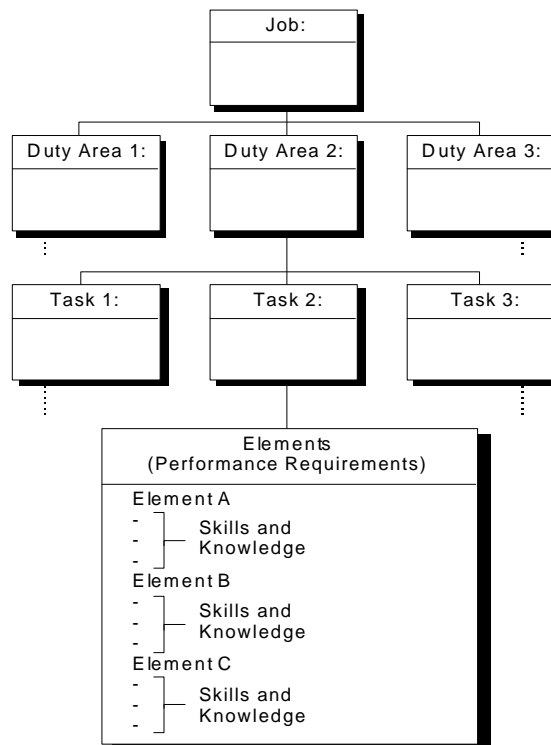 Job:
Duty Area 1:
Duty Area 2:
Duty Area 3:
Task 1:
Task 2:
Task 3:
Elements
(Performance Requirements)
Element A
-
-
-
Skills and
Knowledge
Element B
-
-
-
Skills and
Knowledge
Element C
-
-
-
Skills and
Knowledge